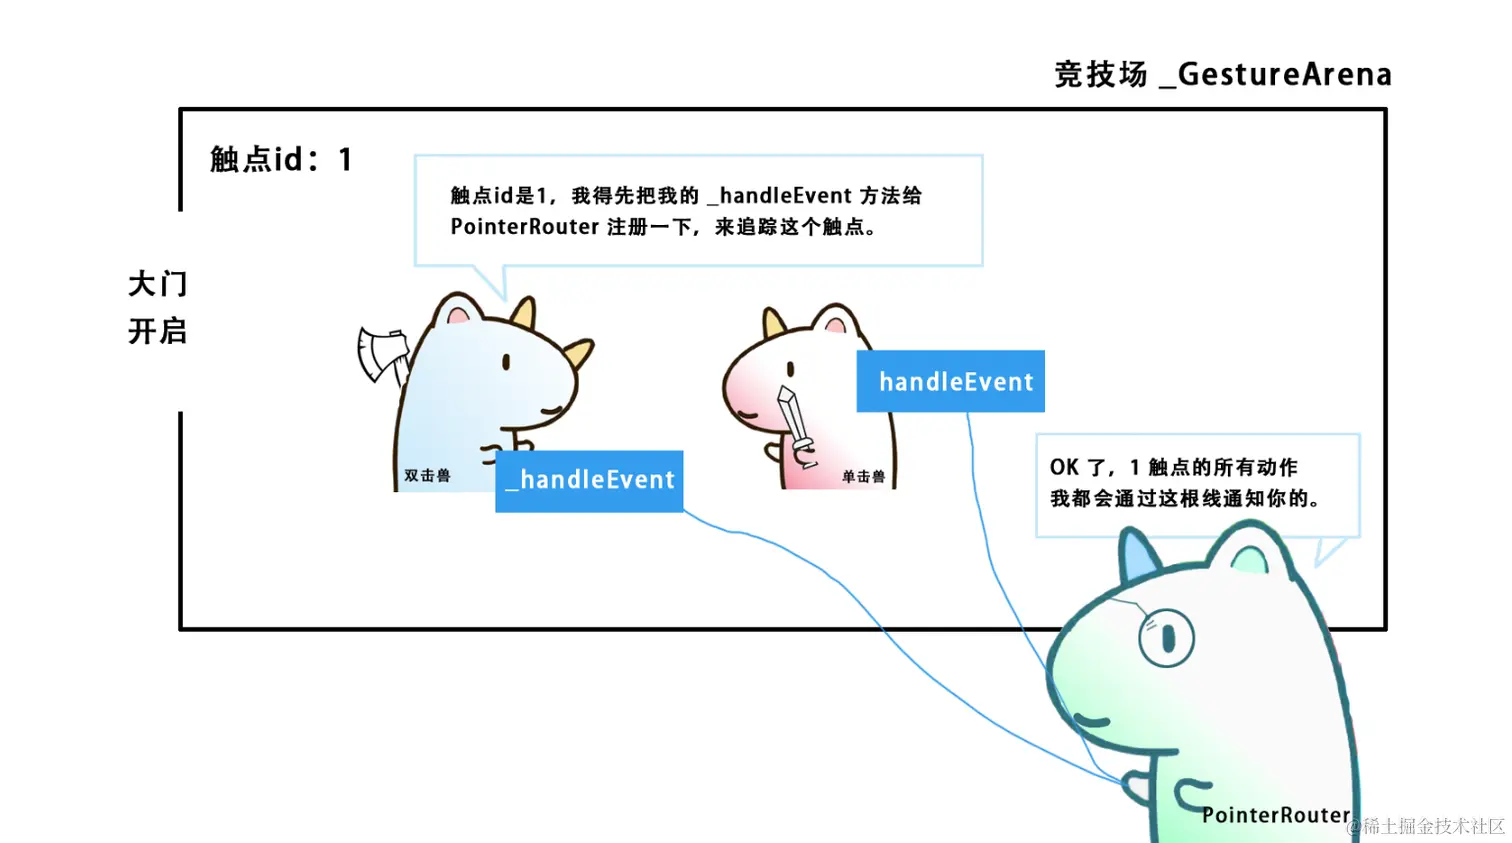 竞技场 _GestureArena
触点id：1
触点id是1，我得先把我的 _handleEvent 方法给
PointerRouter 注册一下，来追踪这个触点。
大门
开启
handleEvent
双击兽
_handleEvent
单击兽
OK 了，1 触点的所有动作
我都会通过这根线通知你的。
PointerRouter
@稀土掘金技术社区